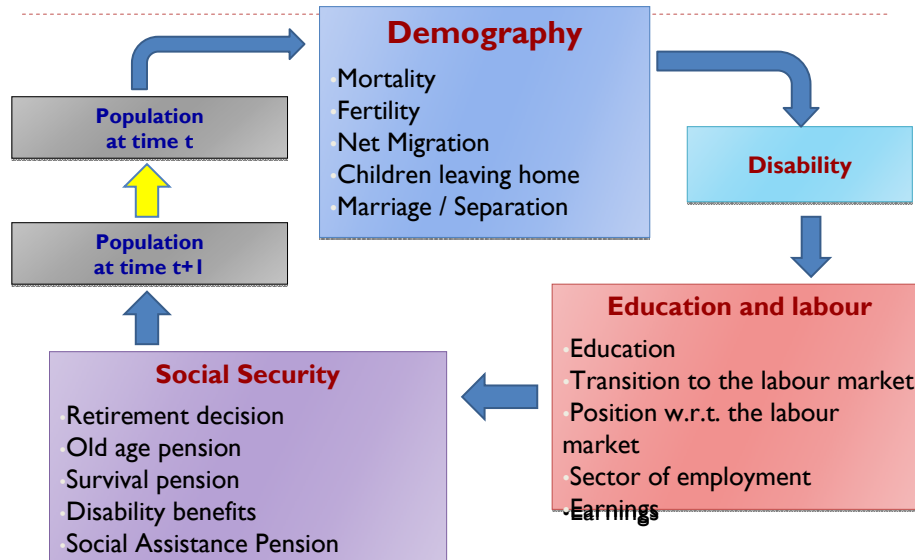 Demography
•Mortality
•Fertility
•Net Migration
•Children leaving home
•Marriage / Separation
Population
at time t
Population
at time t+1
Disability
Education and labour
•Education
•Transition to the labour market
•Position w.r.t. the labour
market
•Sector of employment
•Earnings
Social Security
•Retirement decision
•Old age pension
•Survival pension
•Disability benefits
•Social Assistance Pension